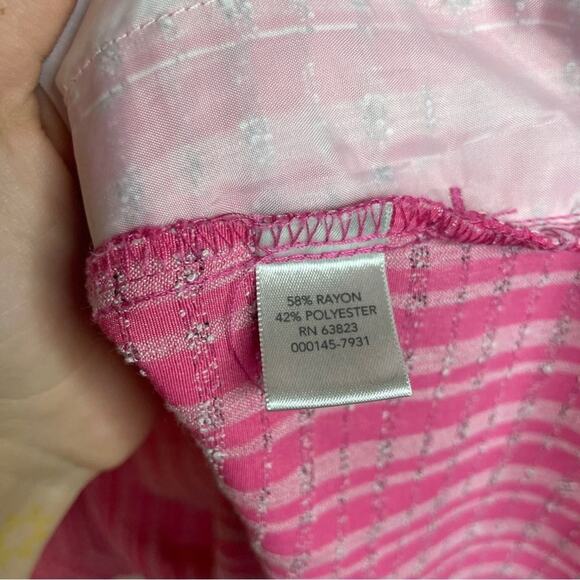 58% RAYON
42% POLYESTER
RN 63823
000145-7931